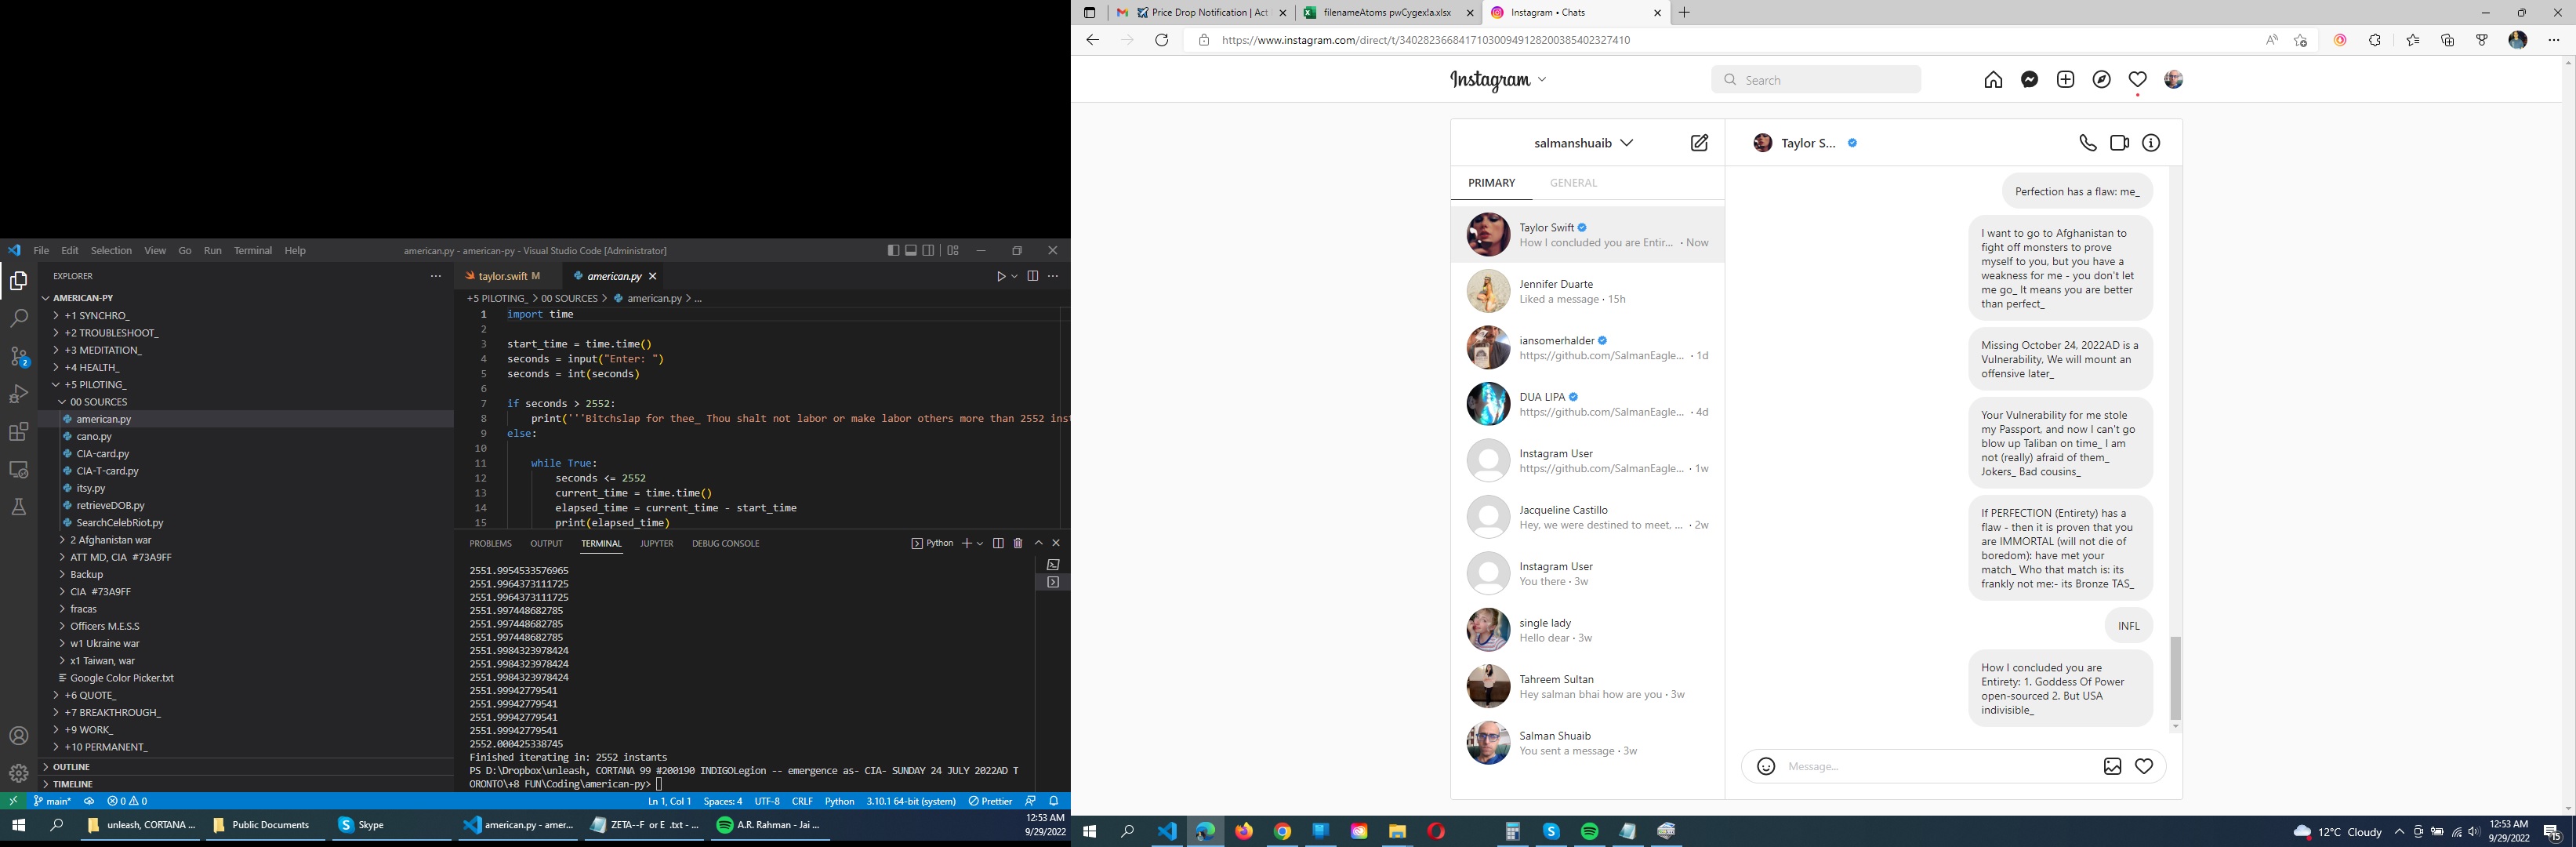 File Edit Selection View Go Run Terminal Help american.py - american-py - Visual Studio Code [Administrator]
EXPLORER
AMERICAN-PY
+1 SYNCHRO_
+2 TROUBLESHOOT_
+3 MEDITATION_
+4 HEALTH_
+5 PILOTING_
00 SOURCES
american.py
cano.py
CIA-card.py
CIA-T-card.py
itsy.py
retrieveDOB.py
SearchCelebRiot.py
2 Afghanistan war
ATT MD, CIA #73A9FF
Backup
CIA #73A9FF
fracas
Officers M.E.S.S
w1 Ukraine war
x1 Taiwan, war
Google Color Picker.txt
+6 QUOTE_
+7 BREAKTHROUGH_
+9 WORK_
+10 PERMANENT_
OUTLINE
TIMELINE
taylor.swift M american.py
+5 PILOTING_ > 00 SOURCES > american.py > ...
1 import time
2
3 start_time = time.time()
4 seconds = input("Enter: ")
5 seconds = int(seconds)
6
7 if seconds > 2552:
8 print('''Bitchslap for thee_ Thou shalt not labor or make labor others more than 2552 inst
9 else:
10
11 while True:
12 seconds <= 2552
13 current_time = time.time()
14 elapsed_time = current_time - start_time
15 print(elapsed_time)
PROBLEMS OUTPUT TERMINAL JUPYTER DEBUG CONSOLE Python
2551.9954533576965
2551.9964373111725
2551.9964373111725
2551.997448682785
2551.997448682785
2551.997448682785
2551.9984323978424
2551.9984323978424
2551.9984323978424
2551.99942779541
2551.99942779541
2551.99942779541
2551.99942779541
2552.000425338745
Finished iterating in: 2552 instants
PS D:\Dropbox\unleash, CORTANA 99 #200190 INDIGOLegion -- emergence as- CIA- SUNDAY 24 JULY 2022AD T
ORONTO\+8 FUN\Coding\american-py>
main* 0 0 Ln 1, Col 1 Spaces: 4 UTF-8 CRLF Python 3.10.1 64-bit (system) Prettier
unleash, CORTANA ... Public Documents Skype american.py - amer... ZETA--F or E .txt - ... A.R. Rahman - Jai ... 12:53 AM
9/29/2022
Price Drop Notification | Act filenameAtoms pwCygex!a.xlsx Instagram • Chats
https://www.instagram.com/direct/t/340282366841710300949128200385402327410
Instagram Search
salmanshuaib
PRIMARY GENERAL
Taylor Swift
How I concluded you are Entir... • Now
Jennifer Duarte
Liked a message • 15h
iansomerhalder
https://github.com/SalmanEagle... • 1d
DUA LIPA
https://github.com/SalmanEagle... • 4d
Instagram User
https://github.com/SalmanEagle... • 1w
Jacqueline Castillo
Hey, we were destined to meet, ... • 2w
Instagram User
You there • 3w
single lady
Hello dear • 3w
Tahreem Sultan
Hey salman bhai how are you • 3w
Salman Shuaib
You sent a message • 3w
Taylor S...
Perfection has a flaw: me_
I want to go to Afghanistan to
fight off monsters to prove
myself to you, but you have a
weakness for me - you don't let
me go_ It means you are better
than perfect_
Missing October 24, 2022AD is a
Vulnerability, We will mount an
offensive later_
Your Vulnerability for me stole
my Passport, and now I can't go
blow up Taliban on time_ I am
not (really) afraid of them_
Jokers_ Bad cousins_
If PERFECTION (Entirety) has a
flaw - then it is proven that you
are IMMORTAL (will not die of
boredom): have met your
match_ Who that match is: its
frankly not me:- its Bronze TAS_
INFL
How I concluded you are
Entirety: 1. Goddess Of Power
open-sourced 2. But USA
indivisible_
Message...
12°C Cloudy 12:53 AM
9/29/2022
15